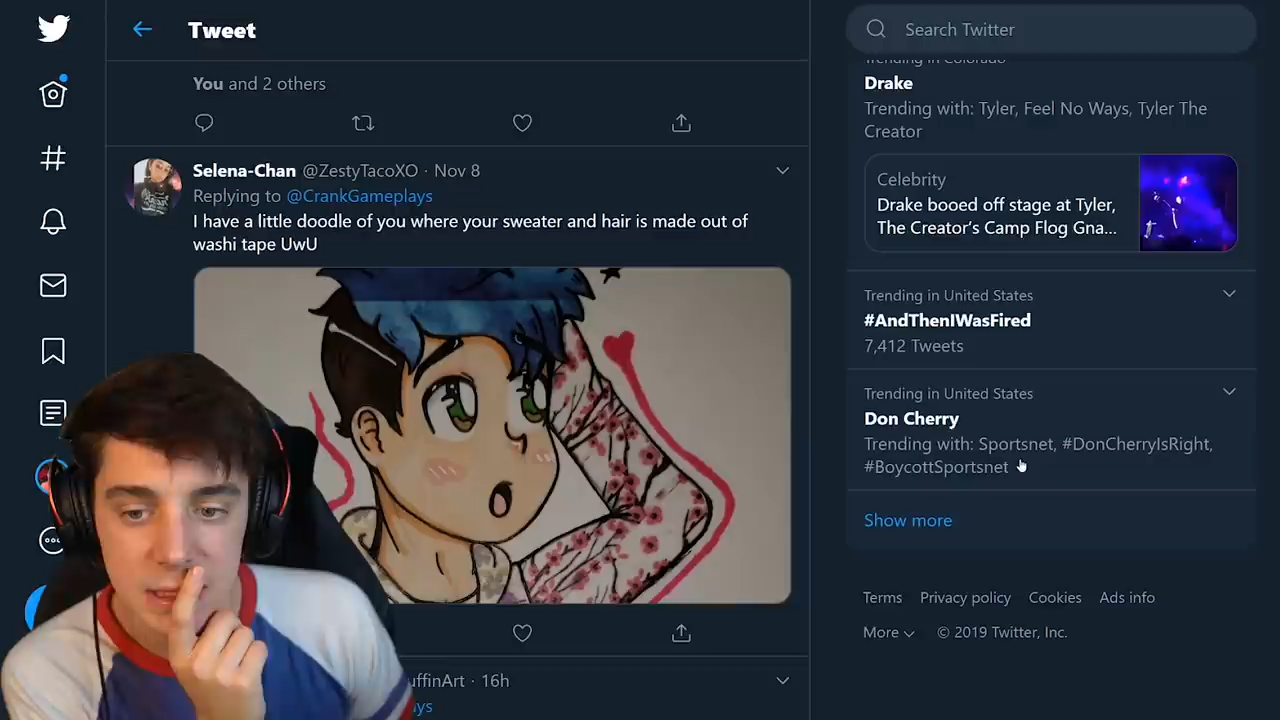 Tweet
You and 2 others
Selena-Chan @ZestyTacoXO · Nov 8
Replying to @CrankGameplays
I have a little doodle of you where your sweater and hair is made out of
washi tape UwU
uffinArt · 16h
ays
Search Twitter
Trending in Colorado
Drake
Trending with: Tyler, Feel No Ways, Tyler The
Creator
Celebrity
Drake booed off stage at Tyler,
The Creator’s Camp Flog Gna...
Trending in United States
#AndThenIWasFired
7,412 Tweets
Trending in United States
Don Cherry
Trending with: Sportsnet, #DonCherryIsRight,
#BoycottSportsnet
Show more
Terms Privacy policy Cookies Ads info
More © 2019 Twitter, Inc.